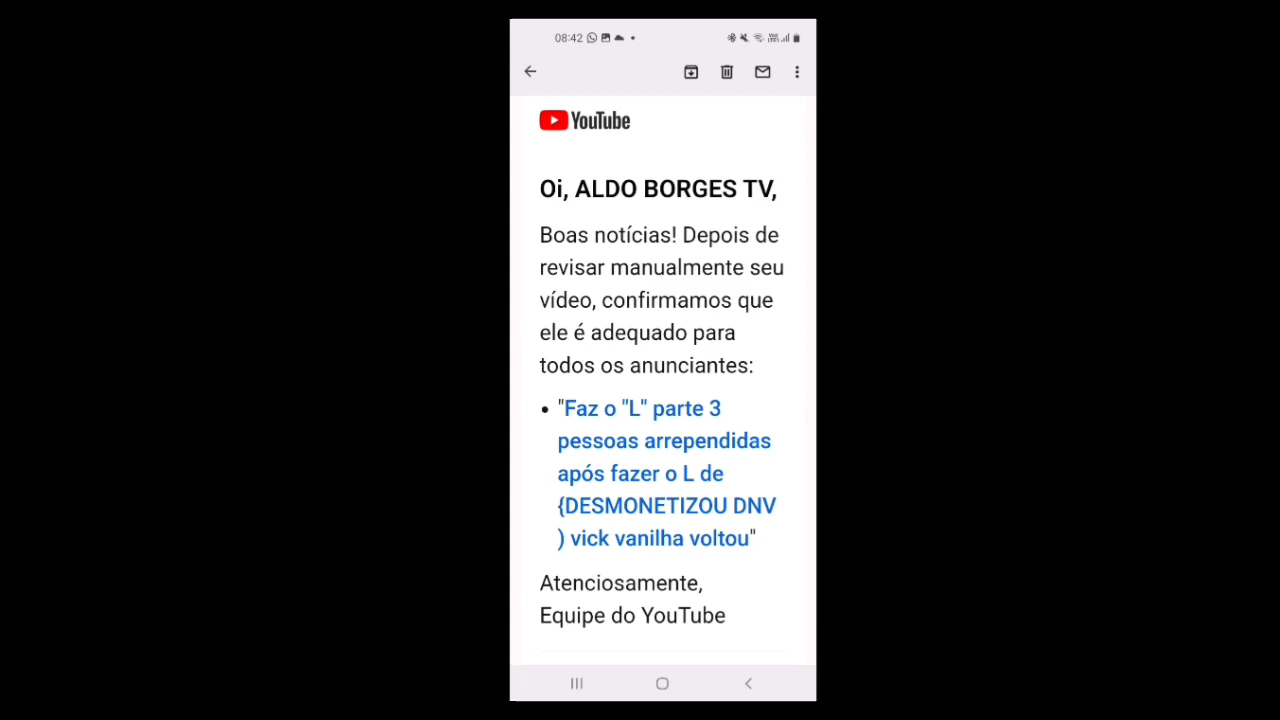 08:42
YouTube
Oi, ALDO BORGES TV,
Boas notícias! Depois de
revisar manualmente seu
vídeo, confirmamos que
ele é adequado para
todos os anunciantes:
• "Faz o "L" parte 3
pessoas arrependidas
após fazer o L de
{DESMONETIZOU DNV
) vick vanilha voltou"
Atenciosamente,
Equipe do YouTube